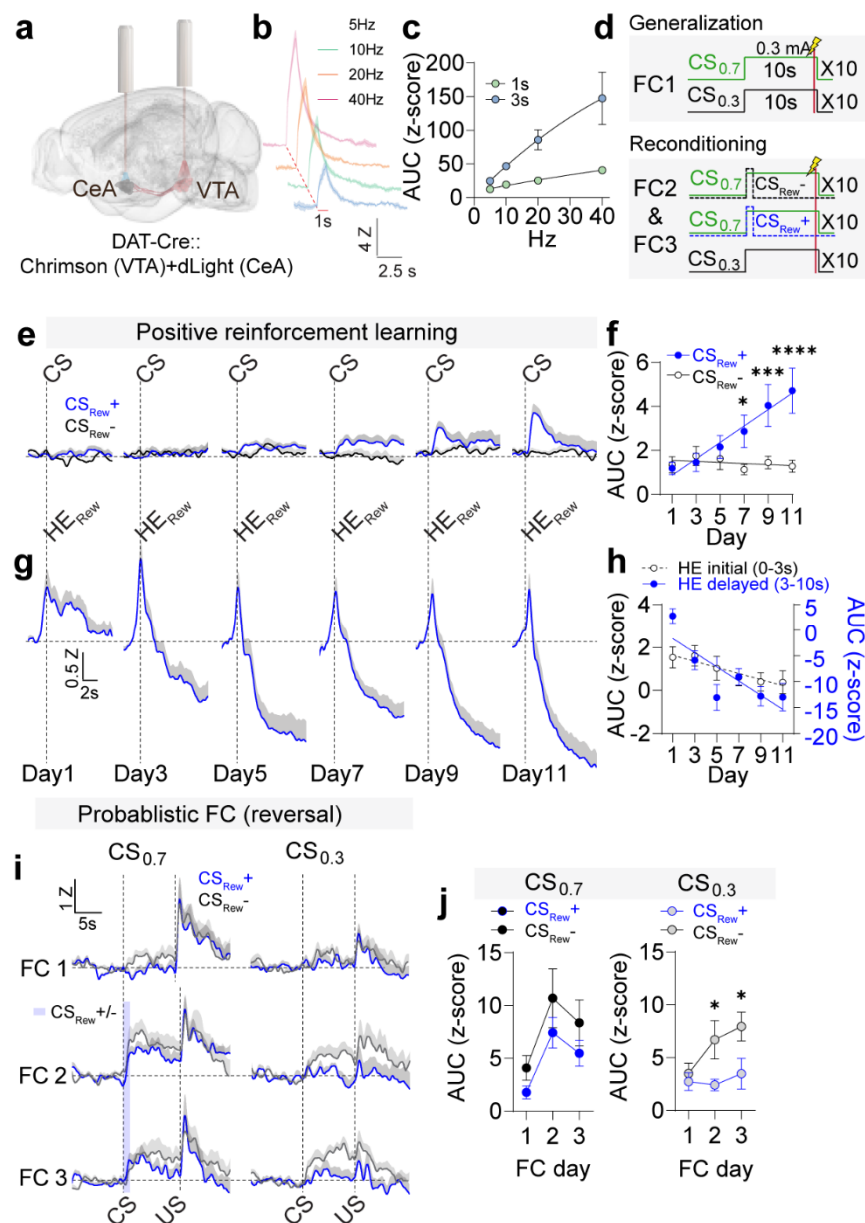 a
CeA
VTA
DAT-Cre::
Chrimson (VTA)+dLight (CeA)
b
5Hz
10Hz
20Hz
40Hz
1s
4 Z
2.5 s
c
AUC (z-score)
200
150
100
50
0
1s
3s
0 10 20 30 40
Hz
d
Generalization
FC1
CS0.7
0.3 mA
10s
X10
CS0.3
10s
X10
Reconditioning
FC2
&
FC3
CS0.7
CSRew-
X10
CS0.7
CSRew+
X10
CS0.3
X10
e
Positive reinforcement learning
CS CS CS CS CS CS
CSRew+
CSRew-
f
CSRew+
CSRew-
AUC (z-score)
6
4
2
0
* *** ****
1 3 5 7 9 11
Day
g
HERew HERew HERew HERew HERew HERew
0.5 Z
2s
Day1 Day3 Day5 Day7 Day9 Day11
h
HE initial (0-3s)
HE delayed (3-10s)
AUC (z-score)
4
2
0
-2
5
0
-5
-10
-15
-20
AUC (z-score)
1 3 5 7 9 11
Day
Probablistic FC (reversal)
i
CS0.7 CS0.3
1 Z
5s
CSRew+
CSRew-
FC 1
CSRew+/-
FC 2
FC 3
CS US CS US
j
CS0.7 CS0.3
CSRew+
CSRew-
AUC (z-score)
15
10
5
0
1 2 3
FC day
CSRew+
CSRew-
AUC (z-score)
15
10
5
0
* *
1 2 3
FC day